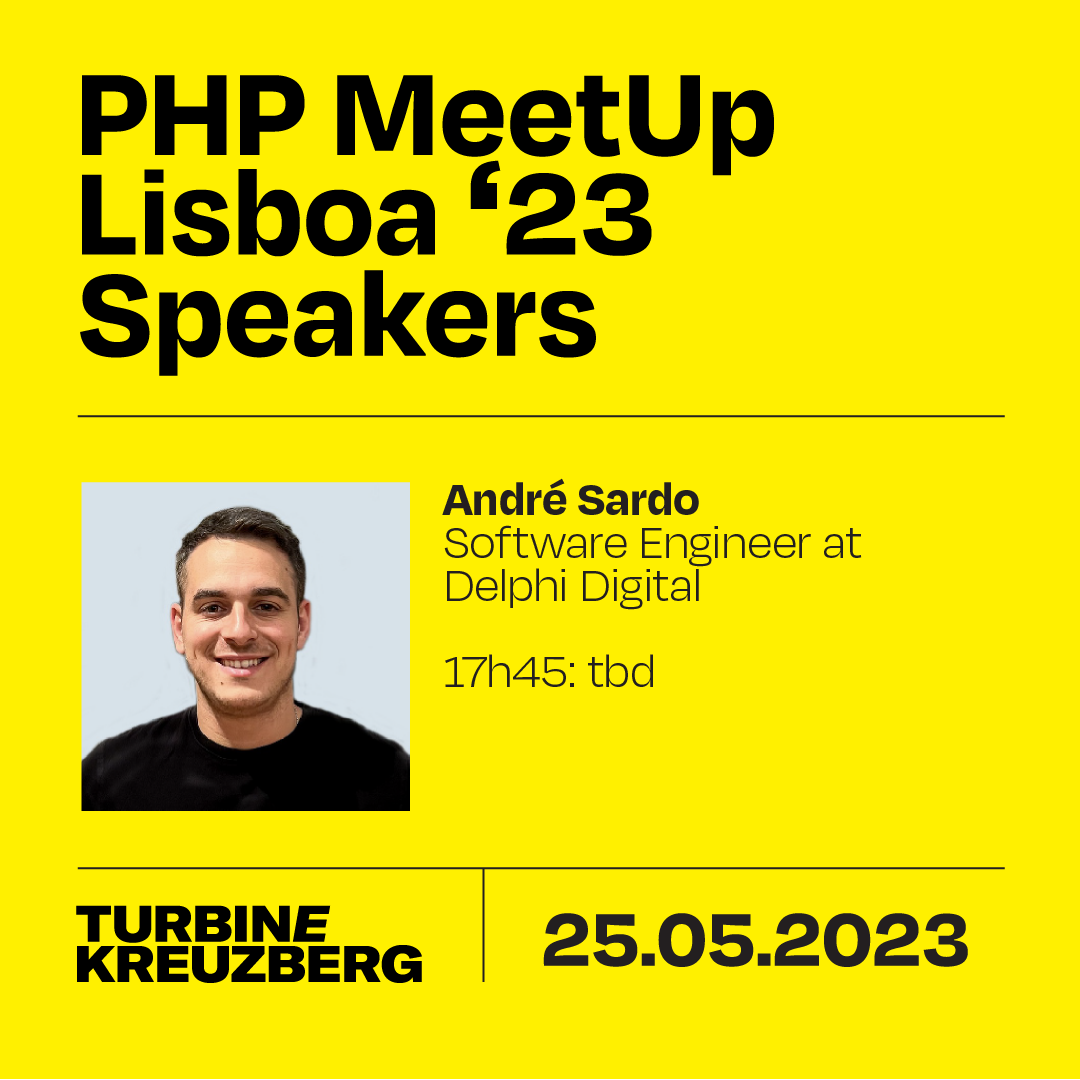 PHP MeetUp
Lisboa ‘23
Speakers
André Sardo
Software Engineer at
Delphi Digital
17h45: tbd
TURBINE
KREUZBERG
25.05.2023